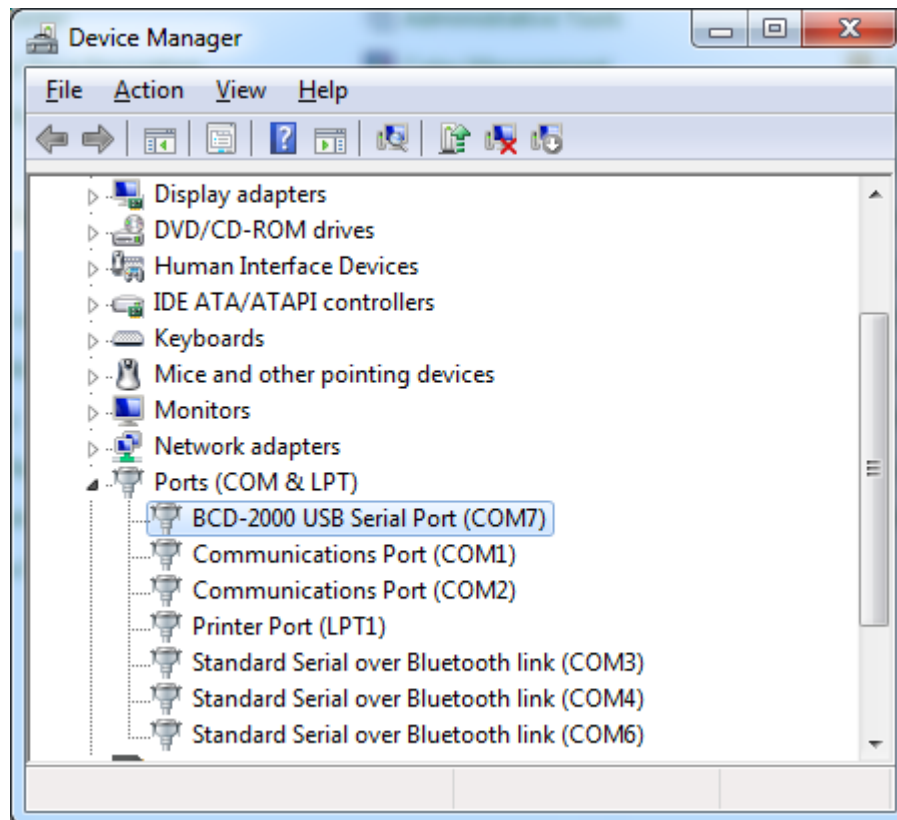 Device Manager
File Action View Help
Display adapters
DVD/CD-ROM drives
Human Interface Devices
IDE ATA/ATAPI controllers
Keyboards
Mice and other pointing devices
Monitors
Network adapters
Ports (COM & LPT)
BCD-2000 USB Serial Port (COM7)
Communications Port (COM1)
Communications Port (COM2)
Printer Port (LPT1)
Standard Serial over Bluetooth link (COM3)
Standard Serial over Bluetooth link (COM4)
Standard Serial over Bluetooth link (COM6)